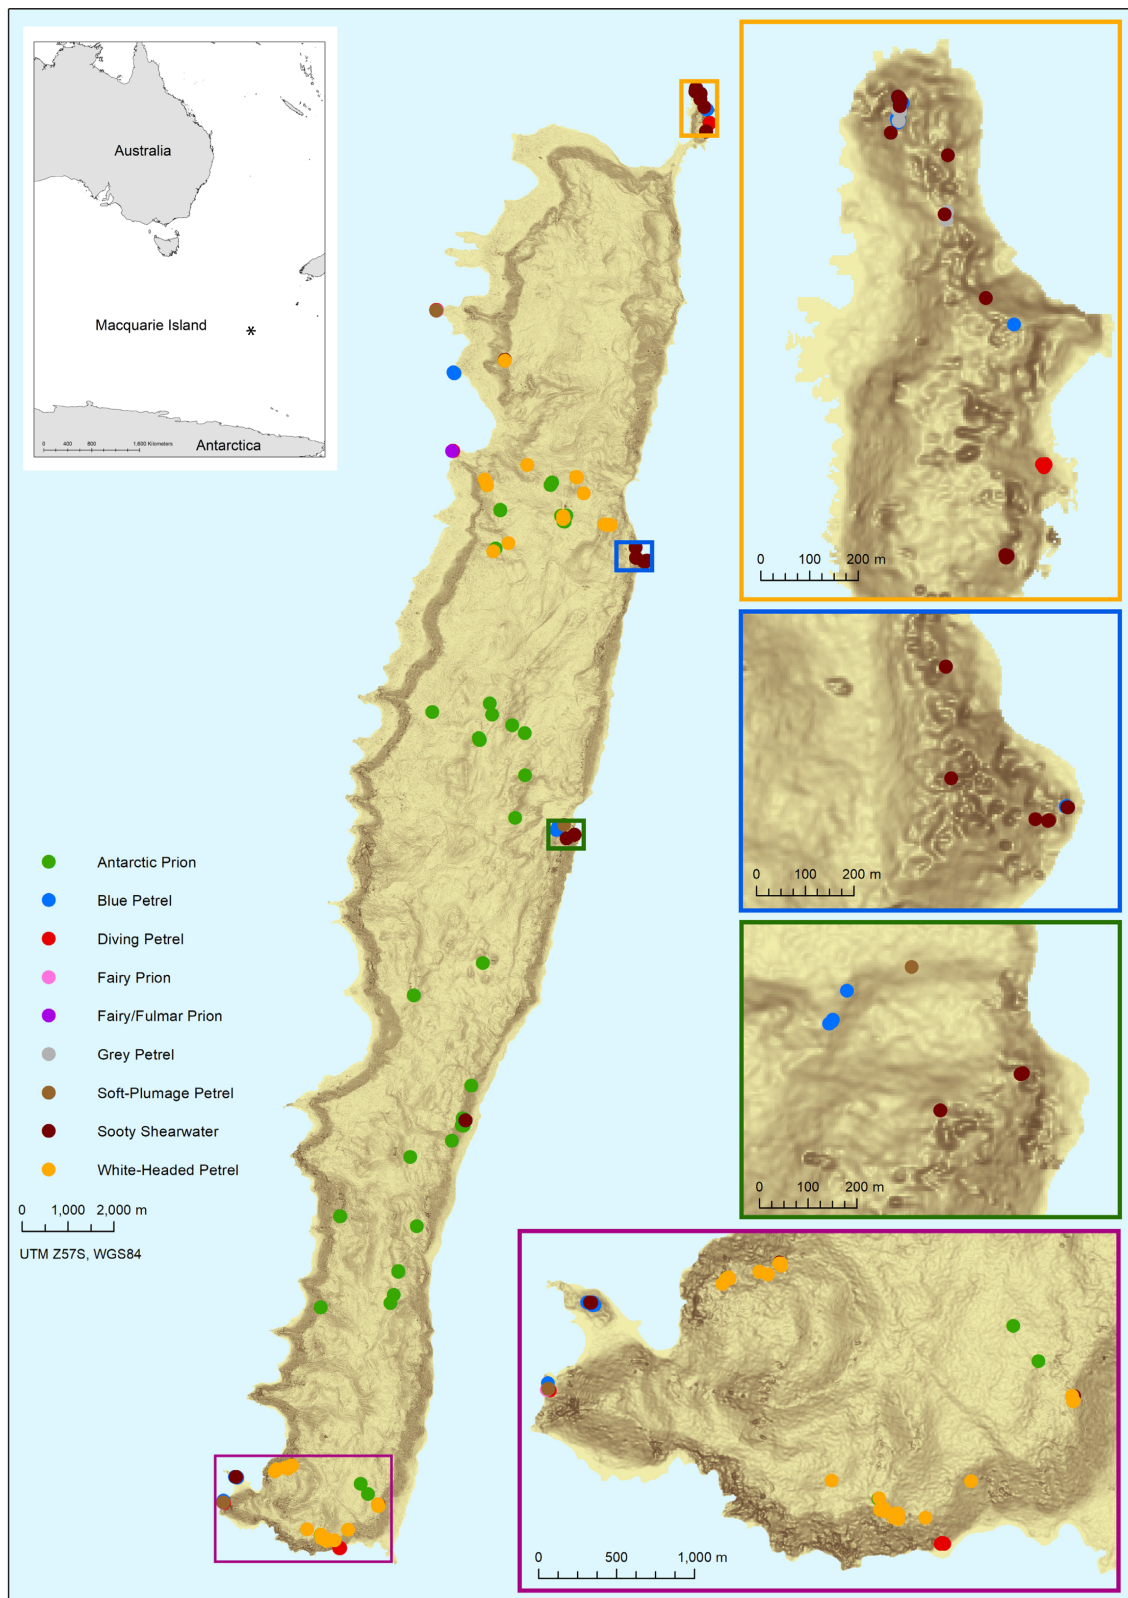 Australia
Macquarie Island
*
0 400 800 1,600 Kilometers
Antarctica
0 100 200 m
0 100 200 m
0 100 200 m
Antarctic Prion
Blue Petrel
Diving Petrel
Fairy Prion
Fairy/Fulmar Prion
Grey Petrel
Soft-Plumage Petrel
Sooty Shearwater
White-Headed Petrel
0 1,000 2,000 m
UTM Z57S, WGS84
0 500 1,000 m